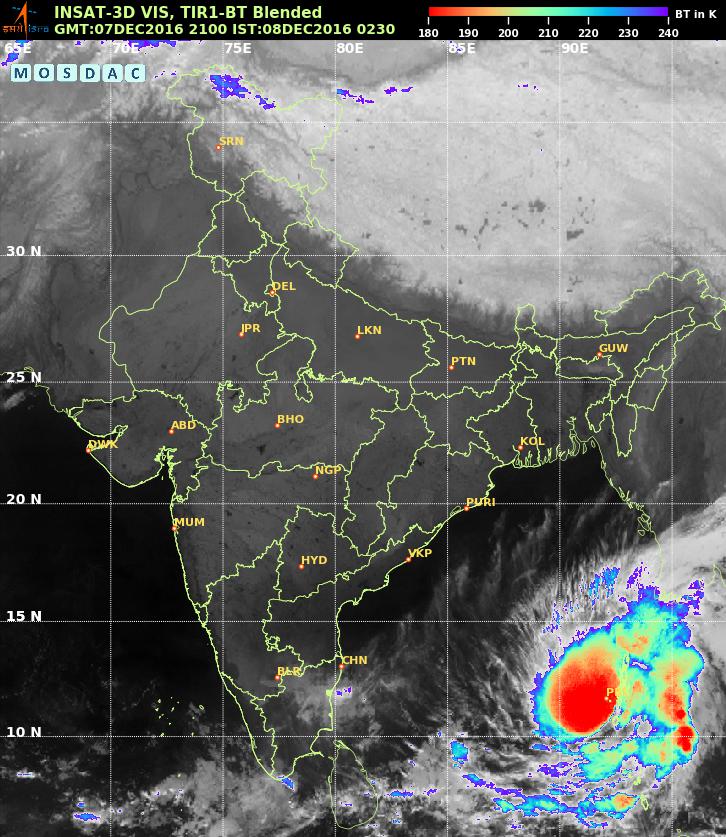 INSAT-3D VIS, TIR1-BT Blended
GMT:07DEC2016 2100 IST:08DEC2016 0230
BT in K
180 190 200 210 220 230 240
65E 70E 75E 80E 85E 90E
MOSDAC
SRN
30 N
DEL
JPR
LKN
GUW
PTN
25 N
ABD
BHO
DWK
KOL
NGP
20 N
PURI
MUM
VKP
HYD
15 N
CHN
BLR
10 N